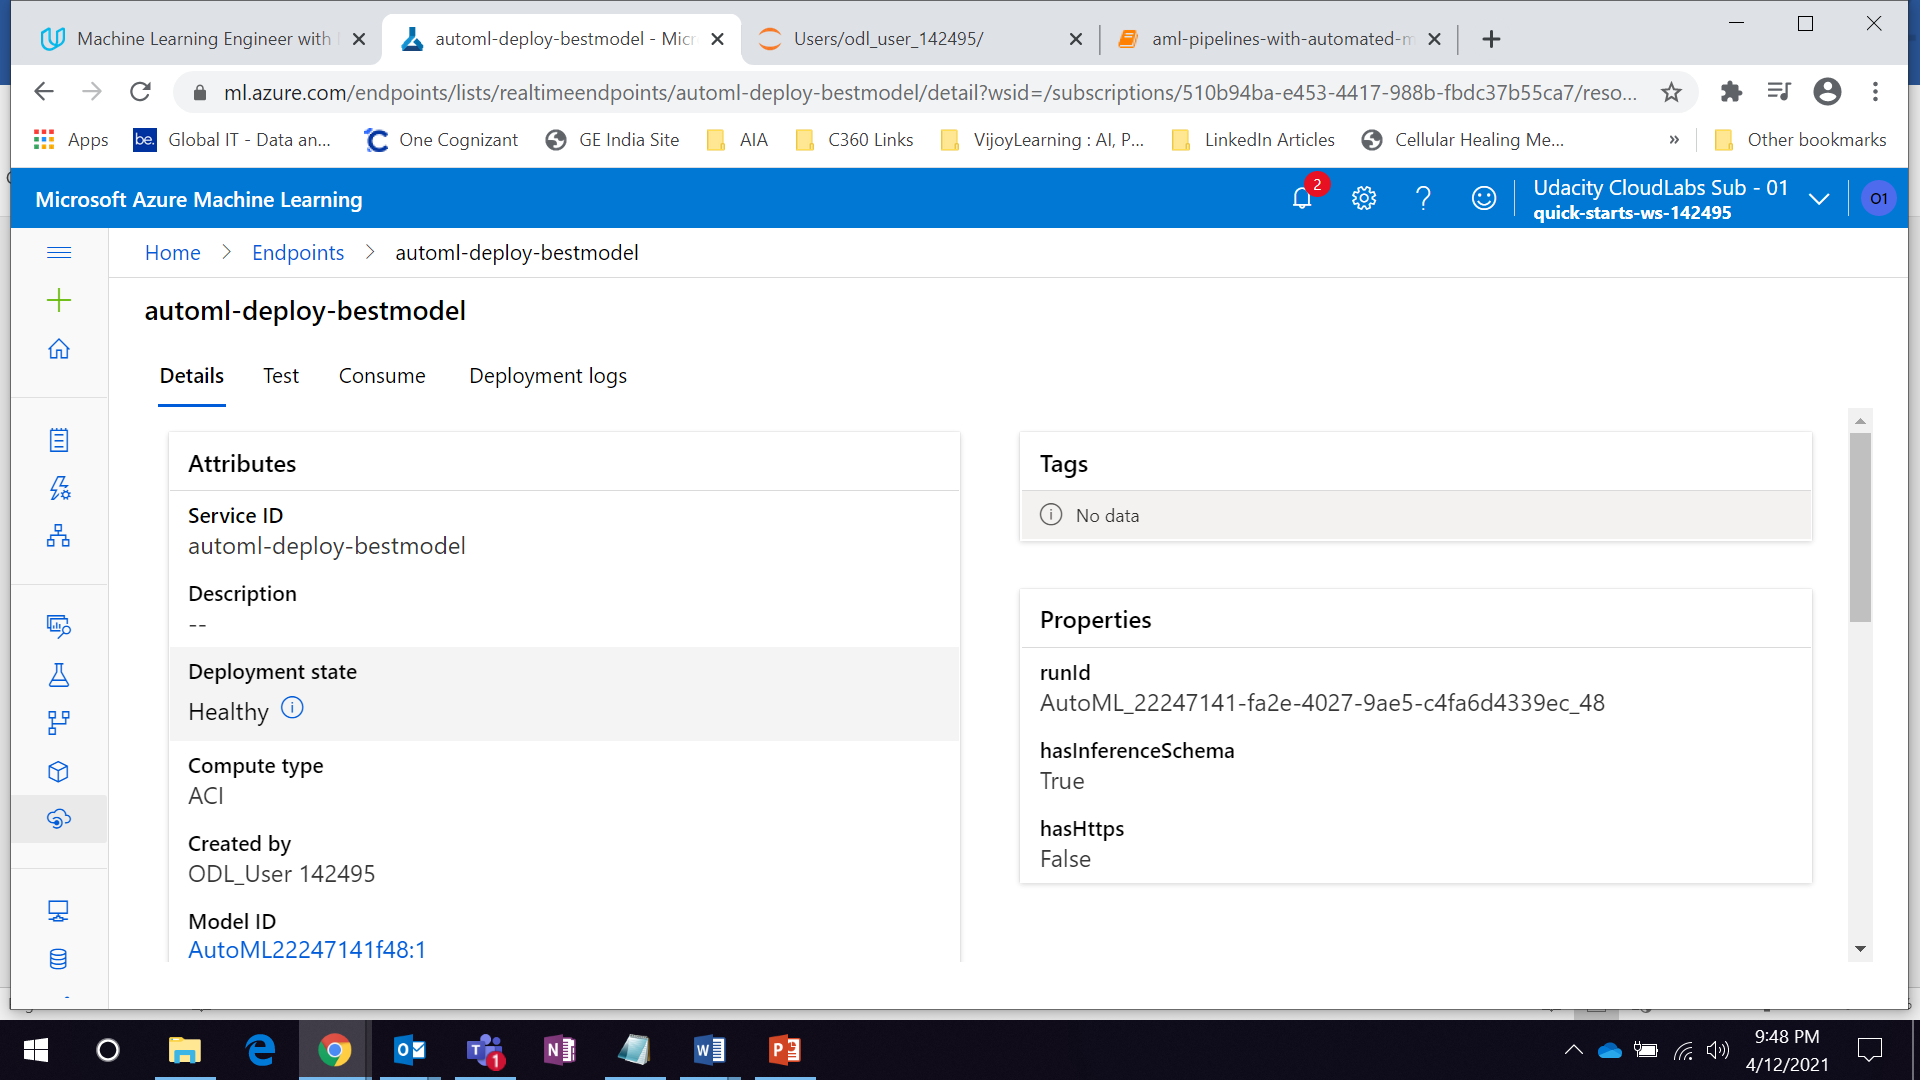 Machine Learning Engineer with
automl-deploy-bestmodel - Micr
Users/odl_user_142495/
aml-pipelines-with-automated-m
ml.azure.com/endpoints/lists/realtimeendpoints/automl-deploy-bestmodel/detail?wsid=/subscriptions/510b94ba-e453-4417-988b-fbdc37b55ca7/reso...
Apps
be.
Global IT - Data an...
One Cognizant
GE India Site
AIA
C360 Links
VijoyLearning : AI, P...
LinkedIn Articles
Cellular Healing Me...
»
Other bookmarks
Microsoft Azure Machine Learning
2
Udacity CloudLabs Sub - 01
quick-starts-ws-142495
O1
Home > Endpoints > automl-deploy-bestmodel
automl-deploy-bestmodel
Details
Test
Consume
Deployment logs
Attributes
Service ID
automl-deploy-bestmodel
Description
--
Deployment state
Healthy
Compute type
ACI
Created by
ODL_User 142495
Model ID
AutoML22247141f48:1
Tags
No data
Properties
runId
AutoML_22247141-fa2e-4027-9ae5-c4fa6d4339ec_48
hasInferenceSchema
True
hasHttps
False
1
9:48 PM
4/12/2021